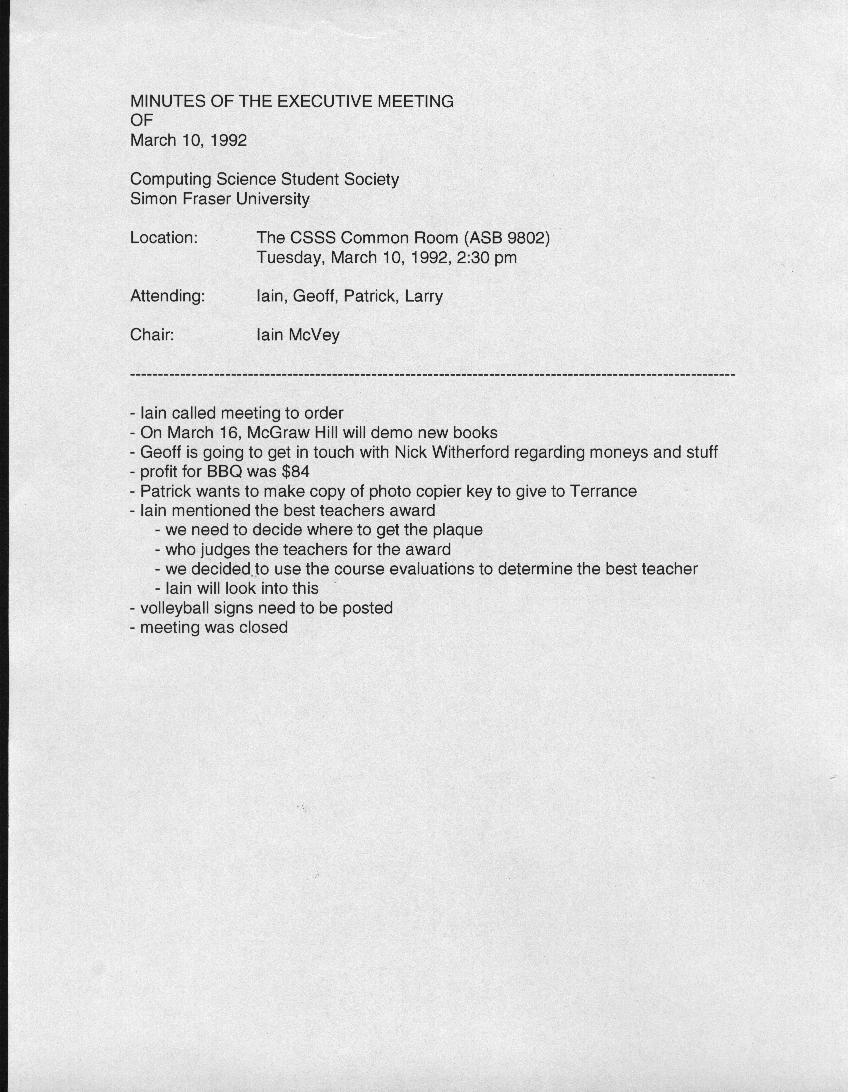 MINUTES OF THE EXECUTIVE MEETING
OF
March 10, 1992
Computing Science Student Society
Simon Fraser University
Location: The CSSS Common Room (ASB 9802)
Tuesday, March 10, 1992, 2:30 pm
Attending: Iain, Geoff, Patrick, Larry
Chair: Iain McVey
--------------------------------------------------------------------------------------------------------------
- Iain called meeting to order
- On March 16, McGraw Hill will demo new books
- Geoff is going to get in touch with Nick Witherford regarding moneys and stuff
- profit for BBQ was $84
- Patrick wants to make copy of photo copier key to give to Terrance
- Iain mentioned the best teachers award
- we need to decide where to get the plaque
- who judges the teachers for the award
- we decided to use the course evaluations to determine the best teacher
- Iain will look into this
- volleyball signs need to be posted
- meeting was closed